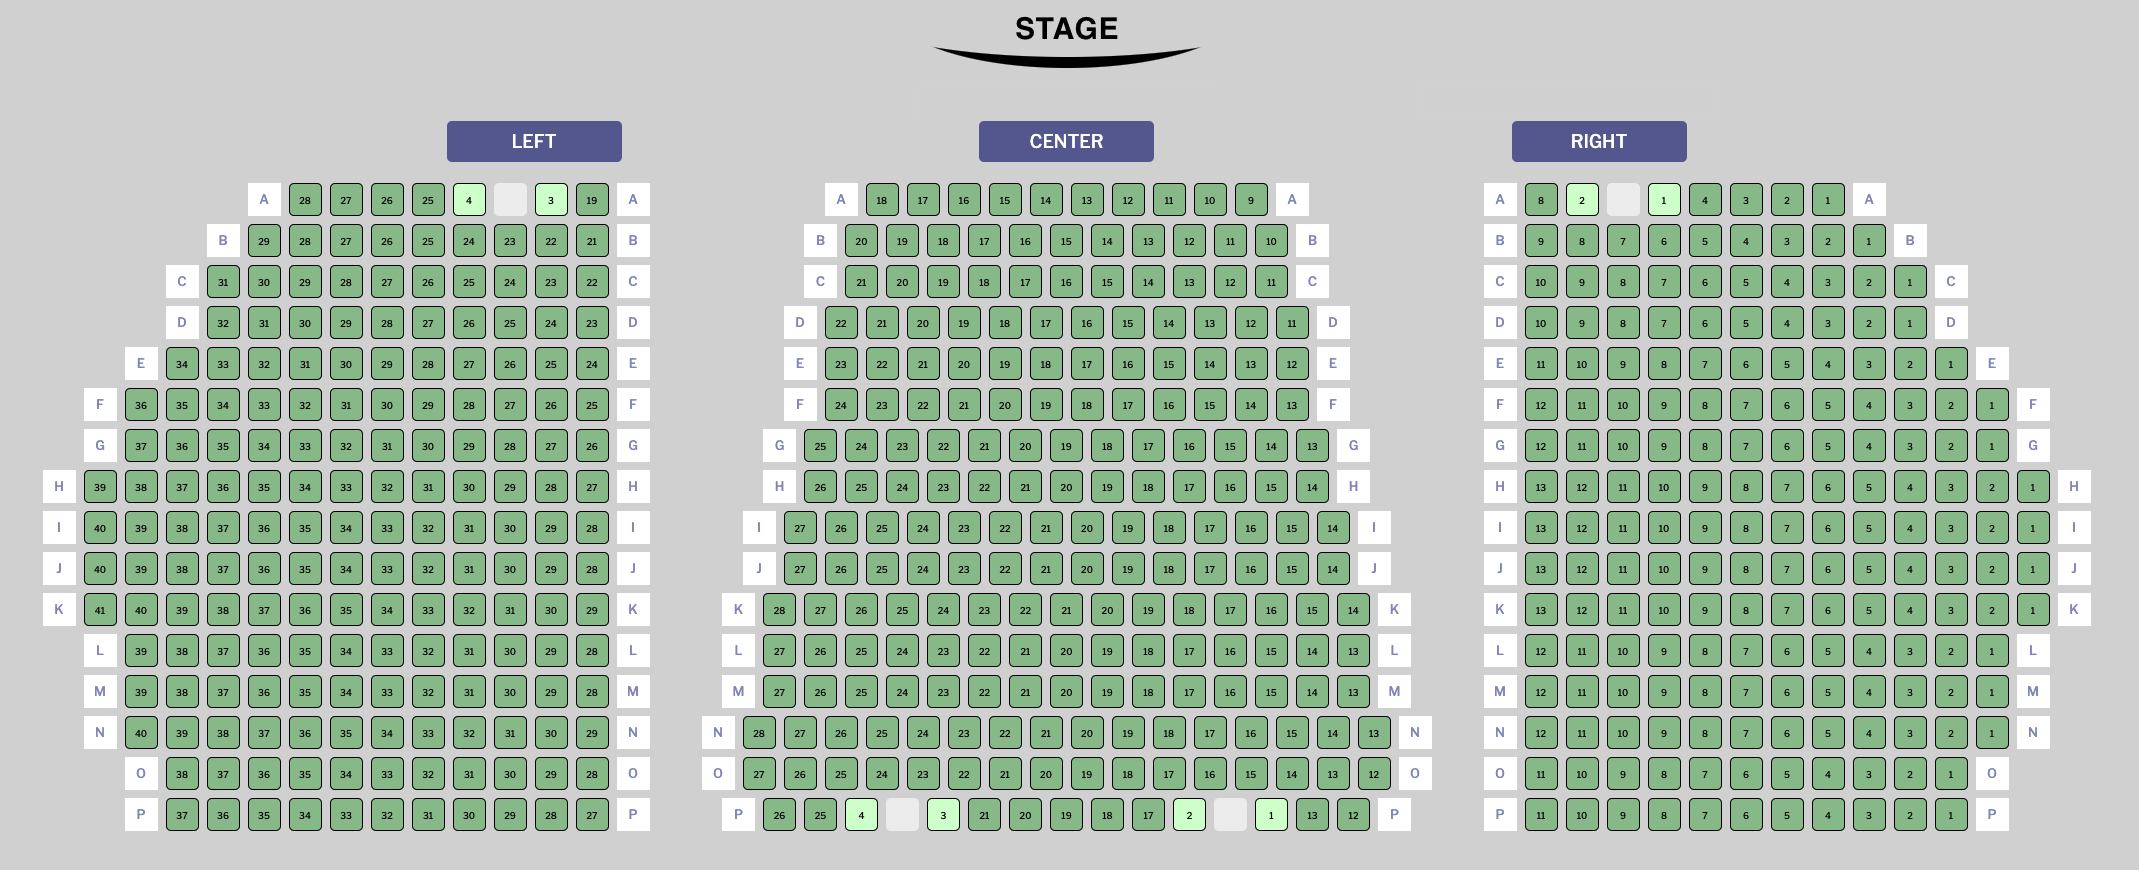 STAGE
LEFT CENTER RIGHT
A 28 27 26 25 4 3 19 A A 18 17 16 15 14 13 12 11 10 9 A A 8 2 1 4 3 2 1 A
B 29 28 27 26 25 24 23 22 21 B B 20 19 18 17 16 15 14 13 12 11 10 B B 9 8 7 6 5 4 3 2 1 B
C 31 30 29 28 27 26 25 24 23 22 C C 21 20 19 18 17 16 15 14 13 12 11 C C 10 9 8 7 6 5 4 3 2 1 C
D 32 31 30 29 28 27 26 25 24 23 D D 22 21 20 19 18 17 16 15 14 13 12 11 D D 10 9 8 7 6 5 4 3 2 1 D
E 34 33 32 31 30 29 28 27 26 25 24 E E 23 22 21 20 19 18 17 16 15 14 13 12 E E 11 10 9 8 7 6 5 4 3 2 1 E
F 36 35 34 33 32 31 30 29 28 27 26 25 F F 24 23 22 21 20 19 18 17 16 15 14 13 F F 12 11 10 9 8 7 6 5 4 3 2 1 F
G 37 36 35 34 33 32 31 30 29 28 27 26 G G 25 24 23 22 21 20 19 18 17 16 15 14 13 G G 12 11 10 9 8 7 6 5 4 3 2 1 G
H 39 38 37 36 35 34 33 32 31 30 29 28 27 H H 26 25 24 23 22 21 20 19 18 17 16 15 14 H H 13 12 11 10 9 8 7 6 5 4 3 2 1 H
I 40 39 38 37 36 35 34 33 32 31 30 29 28 I I 27 26 25 24 23 22 21 20 19 18 17 16 15 14 I I 13 12 11 10 9 8 7 6 5 4 3 2 1 I
J 40 39 38 37 36 35 34 33 32 31 30 29 28 J J 27 26 25 24 23 22 21 20 19 18 17 16 15 14 J J 13 12 11 10 9 8 7 6 5 4 3 2 1 J
K 41 40 39 38 37 36 35 34 33 32 31 30 29 K K 28 27 26 25 24 23 22 21 20 19 18 17 16 15 14 K K 13 12 11 10 9 8 7 6 5 4 3 2 1 K
L 39 38 37 36 35 34 33 32 31 30 29 28 L L 27 26 25 24 23 22 21 20 19 18 17 16 15 14 13 L L 12 11 10 9 8 7 6 5 4 3 2 1 L
M 39 38 37 36 35 34 33 32 31 30 29 28 M M 27 26 25 24 23 22 21 20 19 18 17 16 15 14 13 M M 12 11 10 9 8 7 6 5 4 3 2 1 M
N 40 39 38 37 36 35 34 33 32 31 30 29 N N 28 27 26 25 24 23 22 21 20 19 18 17 16 15 14 13 N N 12 11 10 9 8 7 6 5 4 3 2 1 N
O 38 37 36 35 34 33 32 31 30 29 28 O O 27 26 25 24 23 22 21 20 19 18 17 16 15 14 13 12 O O 11 10 9 8 7 6 5 4 3 2 1 O
P 37 36 35 34 33 32 31 30 29 28 27 P P 26 25 4 3 21 20 19 18 17 2 1 13 12 P P 11 10 9 8 7 6 5 4 3 2 1 P